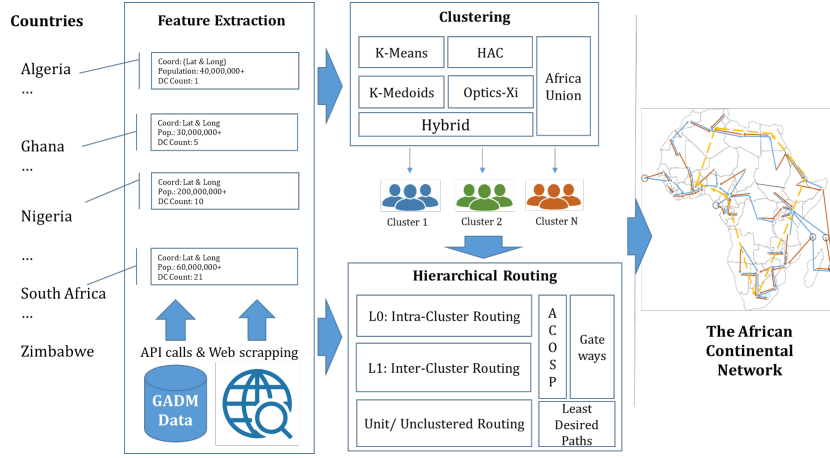 Countries
Algeria
...
Ghana
...
Nigeria
...
South Africa
...
Zimbabwe
Feature Extraction
Coord: (Lat & Long)
Population: 40,000,000+
DC Count: 1
Coord: Lat & Long
Pop.: 30,000,000+
DC Count: 5
Coord: (Lat & Long)
Pop.: 200,000,000+
DC Count: 10
Coord: (Lat & Long)
Pop.: 60,000,000+
DC Count: 21
API calls & Web scrapping
GADM
Data
Clustering
K-Means
HAC
K-Medoids
Optics-Xi
Hybrid
Africa
Union
Cluster 1
Cluster 2
Cluster N
Hierarchical Routing
L0: Intra-Cluster Routing
L1: Inter-Cluster Routing
Unit/ Unclustered Routing
A
C
O
S
P
Gate
ways
Least
Desired
Paths
The African
Continental
Network